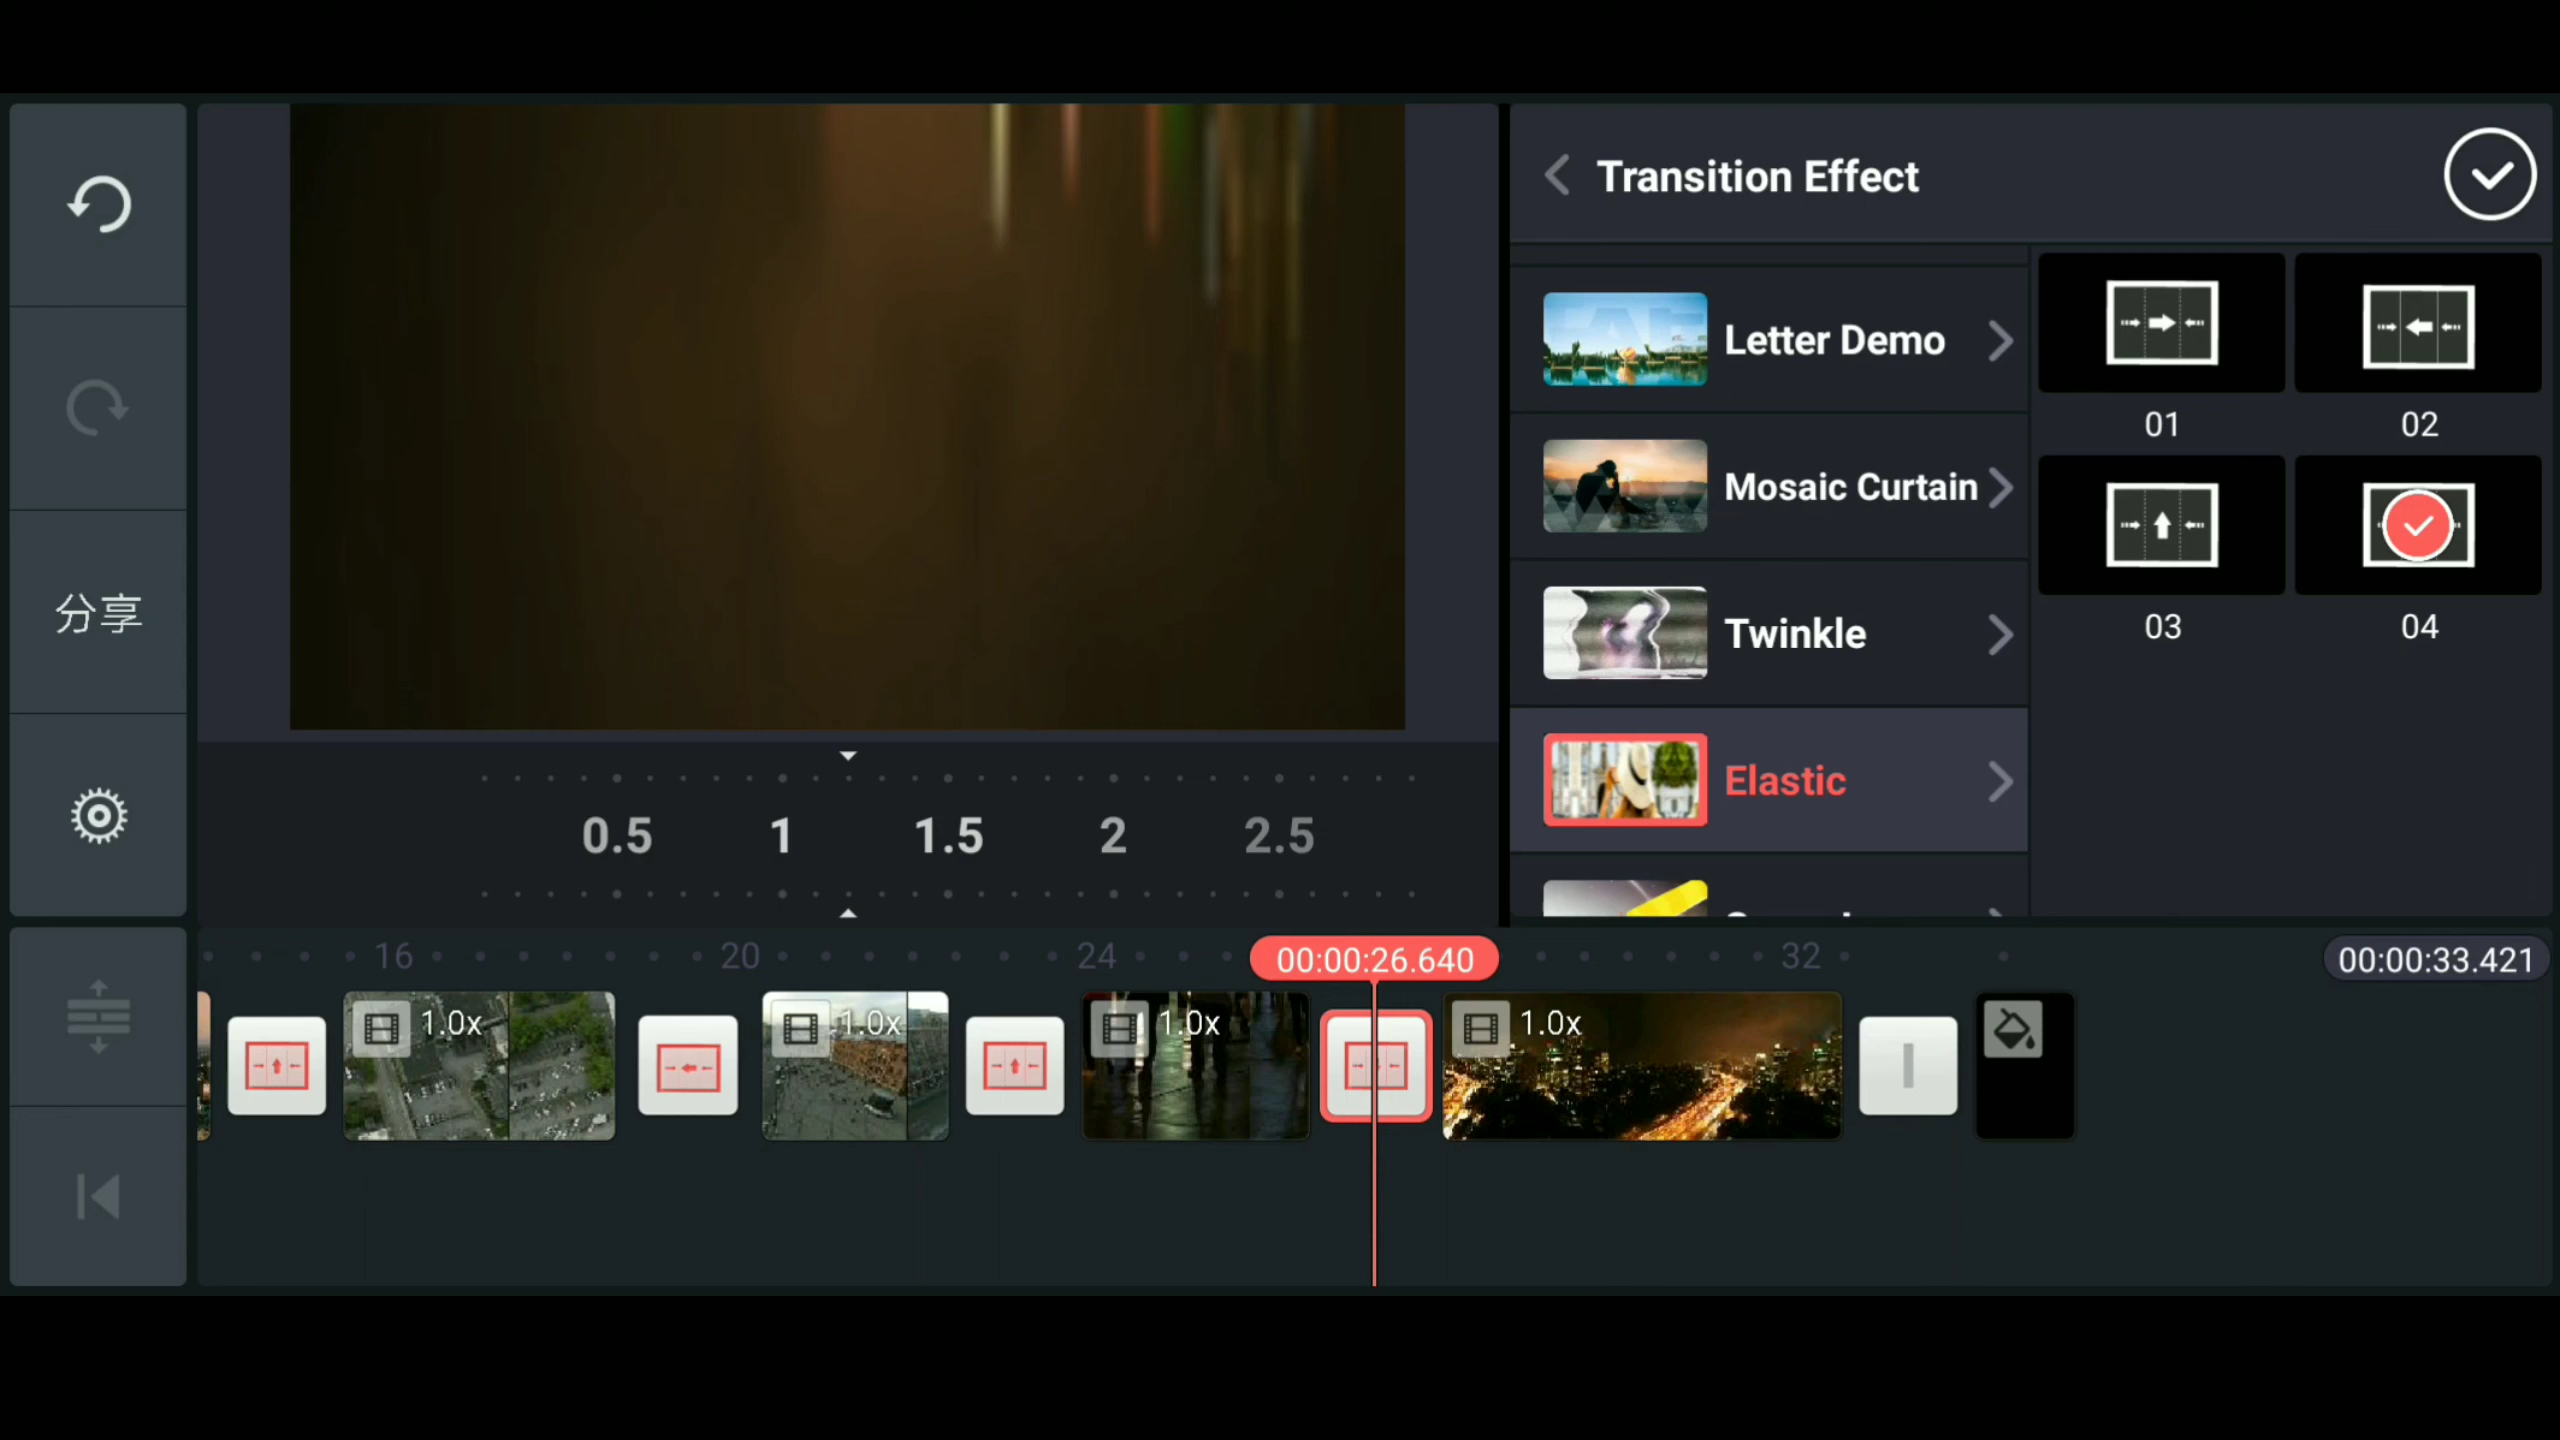 Transition Effect
Letter Demo
01
02
Mosaic Curtain
分享
Twinkle
03
04
Elastic
0.5
1
1.5
2
2.5
16
20
24
00:00:26.640
32
00:00:33.421
1.0x
1.0x
1.0x
1.0x